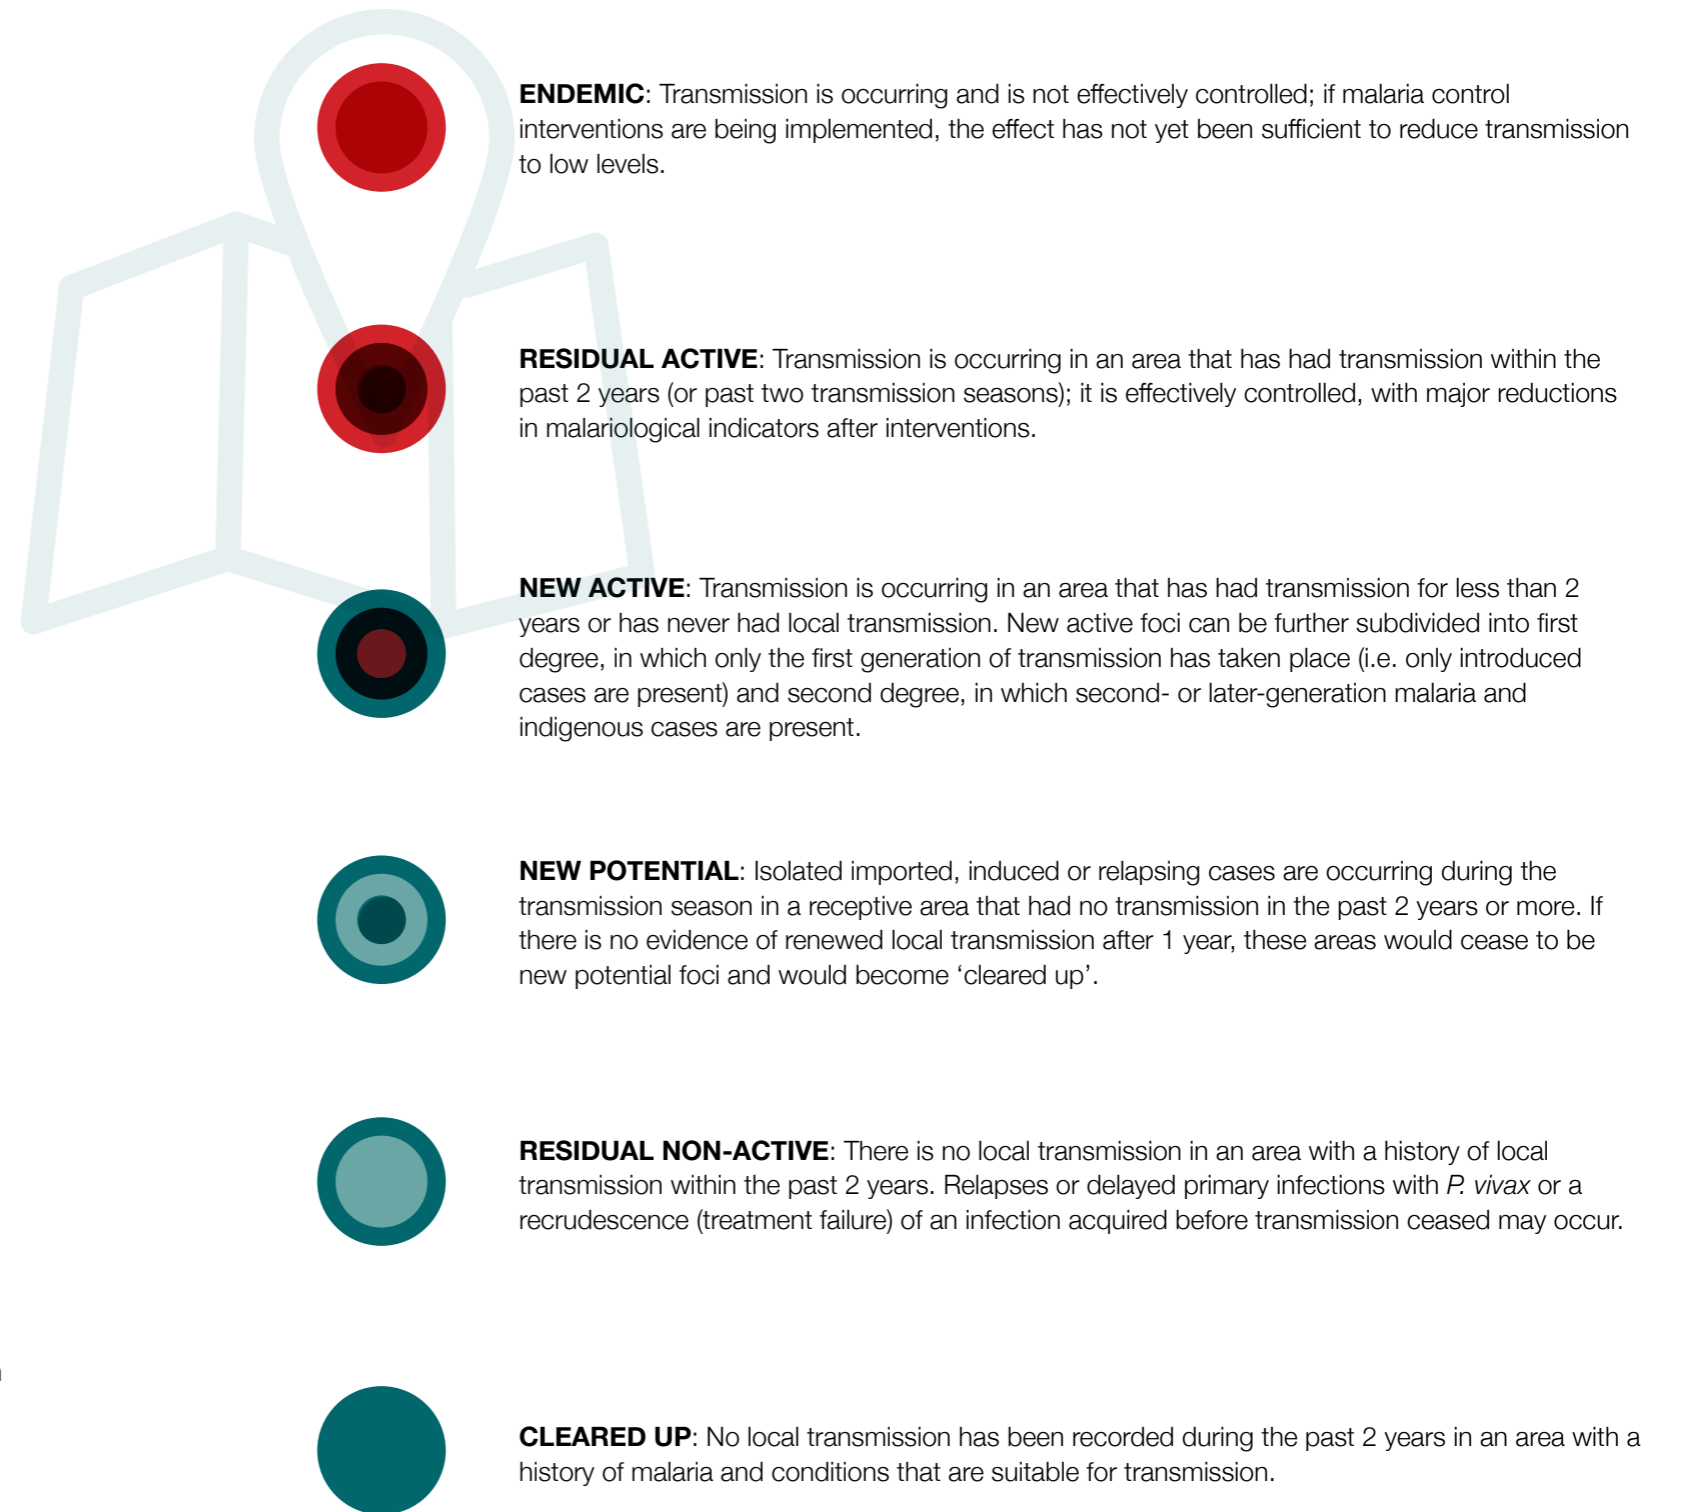 ENDEMIC: Transmission is occurring and is not effectively controlled; if malaria control
interventions are being implemented, the effect has not yet been sufficient to reduce transmission
to low levels.
RESIDUAL ACTIVE: Transmission is occurring in an area that has had transmission within the
past 2 years (or past two transmission seasons); it is effectively controlled, with major reductions
in malariological indicators after interventions.
NEW ACTIVE: Transmission is occurring in an area that has had transmission for less than 2
years or has never had local transmission. New active foci can be further subdivided into first
degree, in which only the first generation of transmission has taken place (i.e. only introduced
cases are present) and second degree, in which second- or later-generation malaria and
indigenous cases are present.
NEW POTENTIAL: Isolated imported, induced or relapsing cases are occurring during the
transmission season in a receptive area that had no transmission in the past 2 years or more. If
there is no evidence of renewed local transmission after 1 year, these areas would cease to be
new potential foci and would become ‘cleared up’.
RESIDUAL NON-ACTIVE: There is no local transmission in an area with a history of local
transmission within the past 2 years. Relapses or delayed primary infections with P. vivax or a
recrudescence (treatment failure) of an infection acquired before transmission ceased may occur.
CLEARED UP: No local transmission has been recorded during the past 2 years in an area with a
history of malaria and conditions that are suitable for transmission.